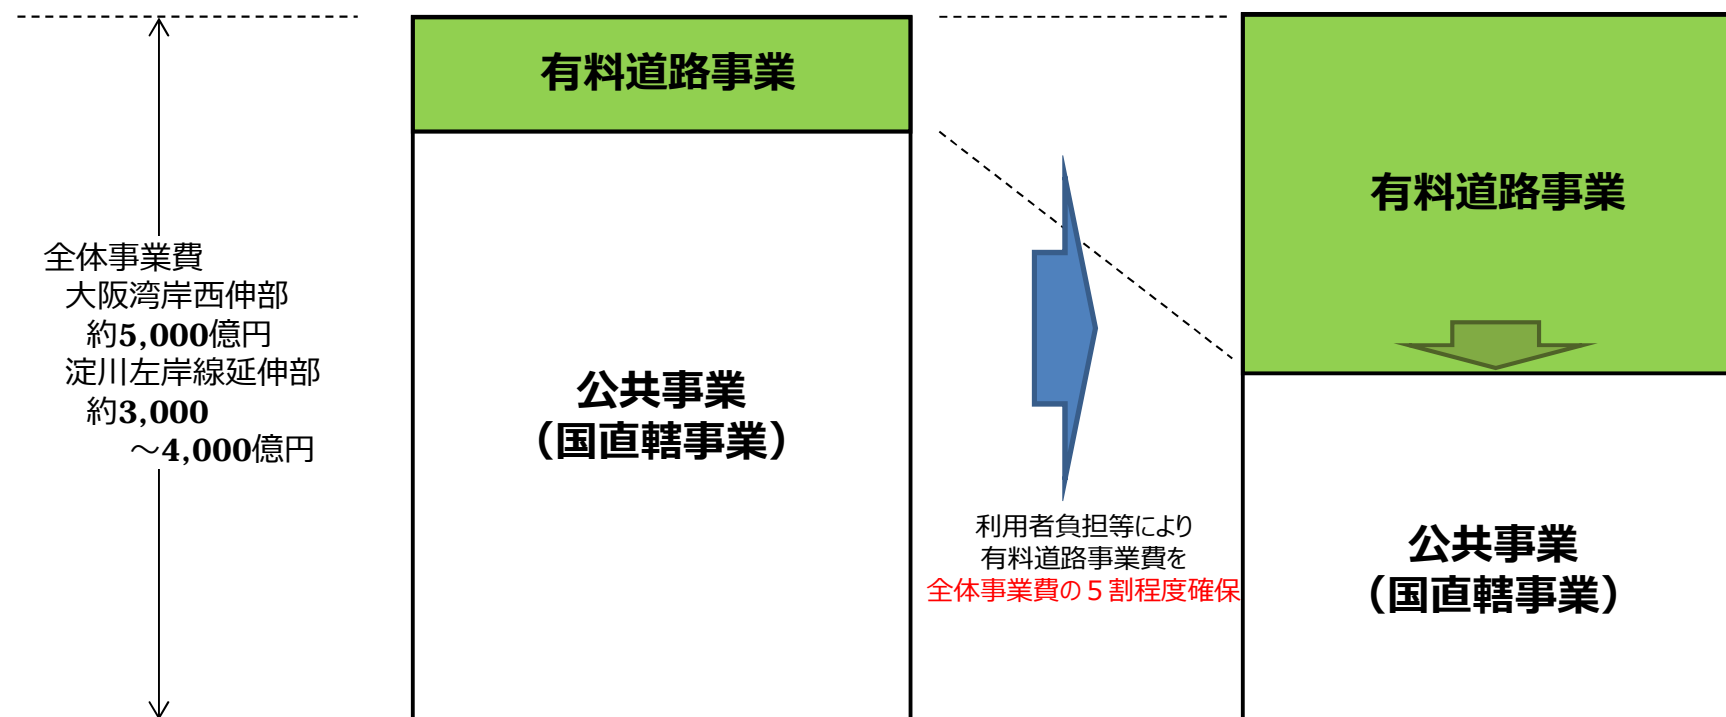 有料道路事業
有料道路事業
全体事業費
大阪湾岸西伸部
約5,000億円
淀川左岸線延伸部
約3,000
～4,000億円
公共事業
（国直轄事業）
利用者負担等により
有料道路事業費を
全体事業費の５割程度確保
公共事業
（国直轄事業）